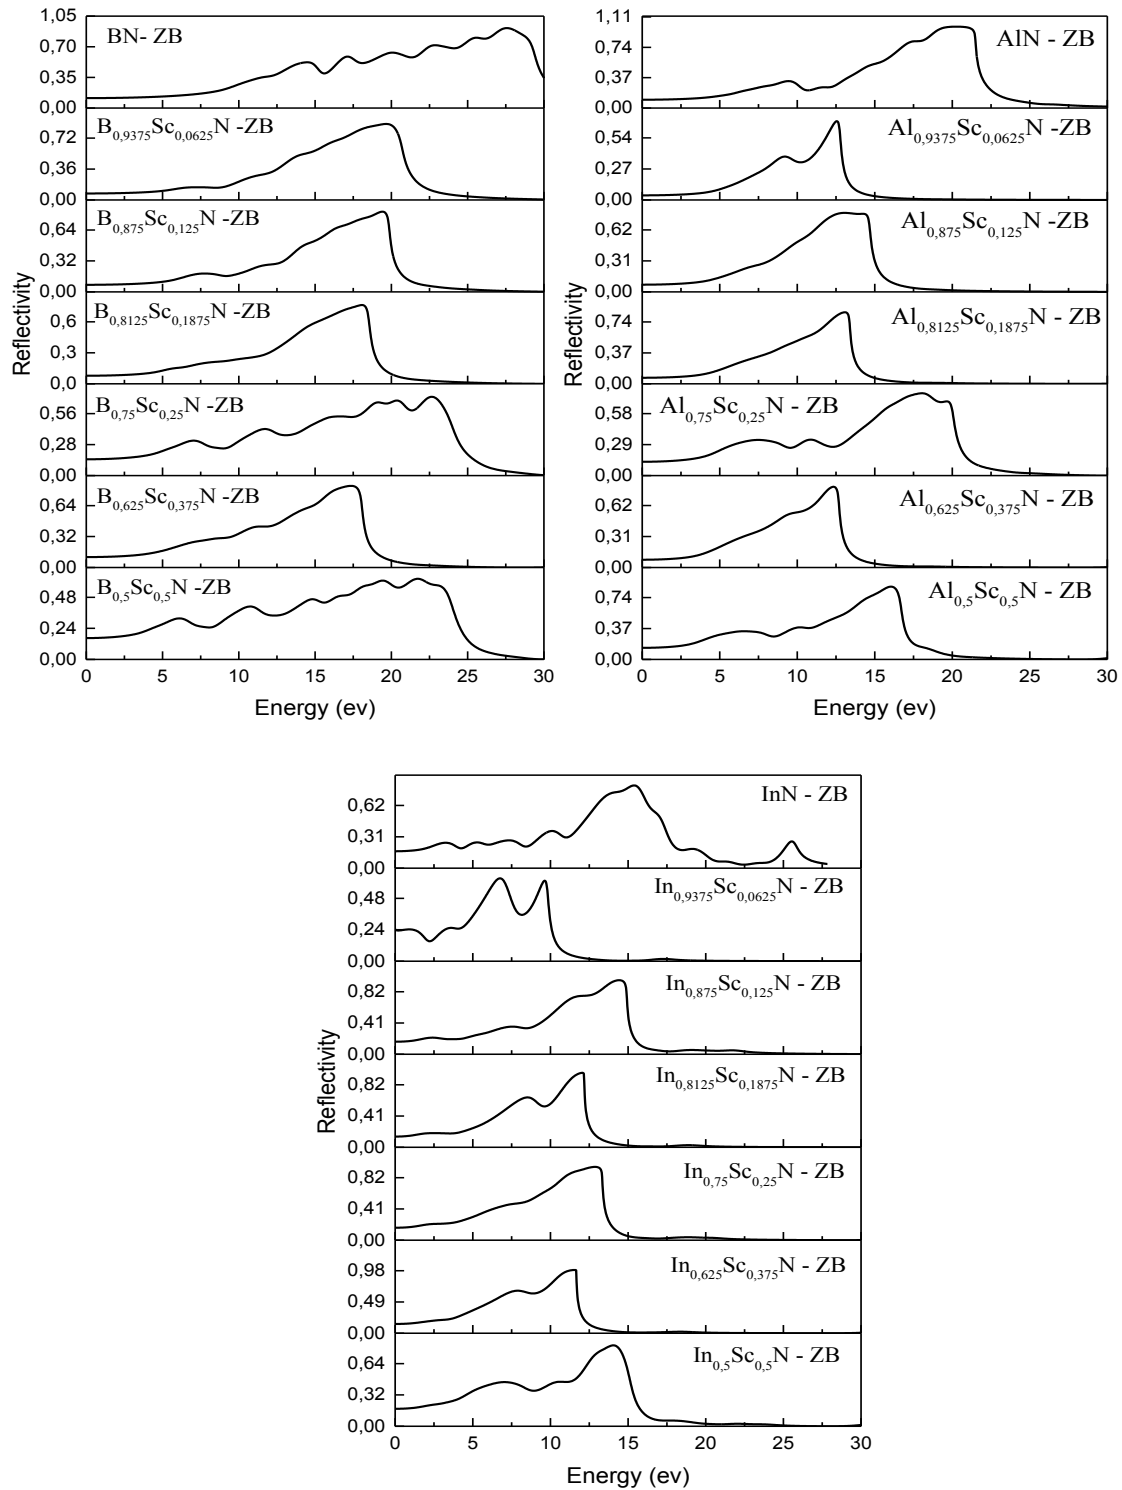 1,05
BN- ZB
0,70
0,35
0,00
B0,9375Sc0,0625N -ZB
0,72
0,36
0,00
B0,875Sc0,125N -ZB
0,64
0,32
0,00
B0,8125Sc0,1875N -ZB
0,6
0,3
0,0
B0,75Sc0,25N -ZB
0,56
0,28
0,00
B0,625Sc0,375N -ZB
0,64
0,32
0,00
B0,5Sc0,5N -ZB
0,48
0,24
0,00
0 5 10 15 20 25 30
Reflectivity
Energy (ev)
1,11
AlN - ZB
0,74
0,37
0,00
Al0,9375Sc0,0625N -ZB
0,54
0,27
0,00
Al0,875Sc0,125N -ZB
0,62
0,31
0,00
Al0,8125Sc0,1875N - ZB
0,74
0,37
0,00
Al0,75Sc0,25N - ZB
0,58
0,29
0,00
Al0,625Sc0,375N - ZB
0,62
0,31
0,00
Al0,5Sc0,5N - ZB
0,74
0,37
0,00
0 5 10 15 20 25 30
Reflectivity
Energy (ev)
InN - ZB
0,62
0,31
0,00
In0,9375Sc0,0625N - ZB
0,48
0,24
0,00
In0,875Sc0,125N - ZB
0,82
0,41
0,00
In0,8125Sc0,1875N - ZB
0,82
0,41
0,00
In0,75Sc0,25N - ZB
0,82
0,41
0,00
In0,625Sc0,375N - ZB
0,98
0,49
0,00
In0,5Sc0,5N - ZB
0,64
0,32
0,00
0 5 10 15 20 25 30
Reflectivity
Energy (ev)